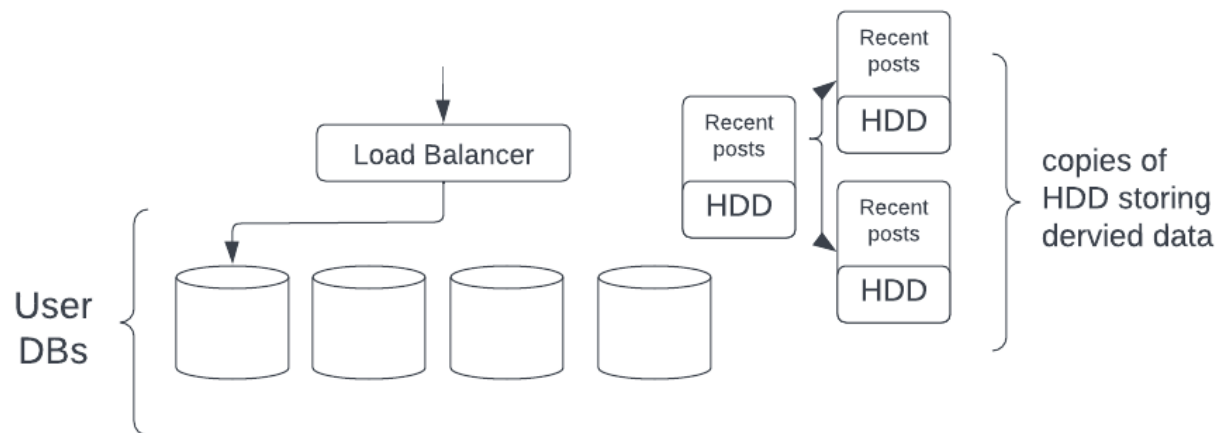 Recent
posts
HDD
Load Balancer
Recent
posts
HDD
copies of
HDD storing
dervied data
Recent
posts
HDD
User
DBs